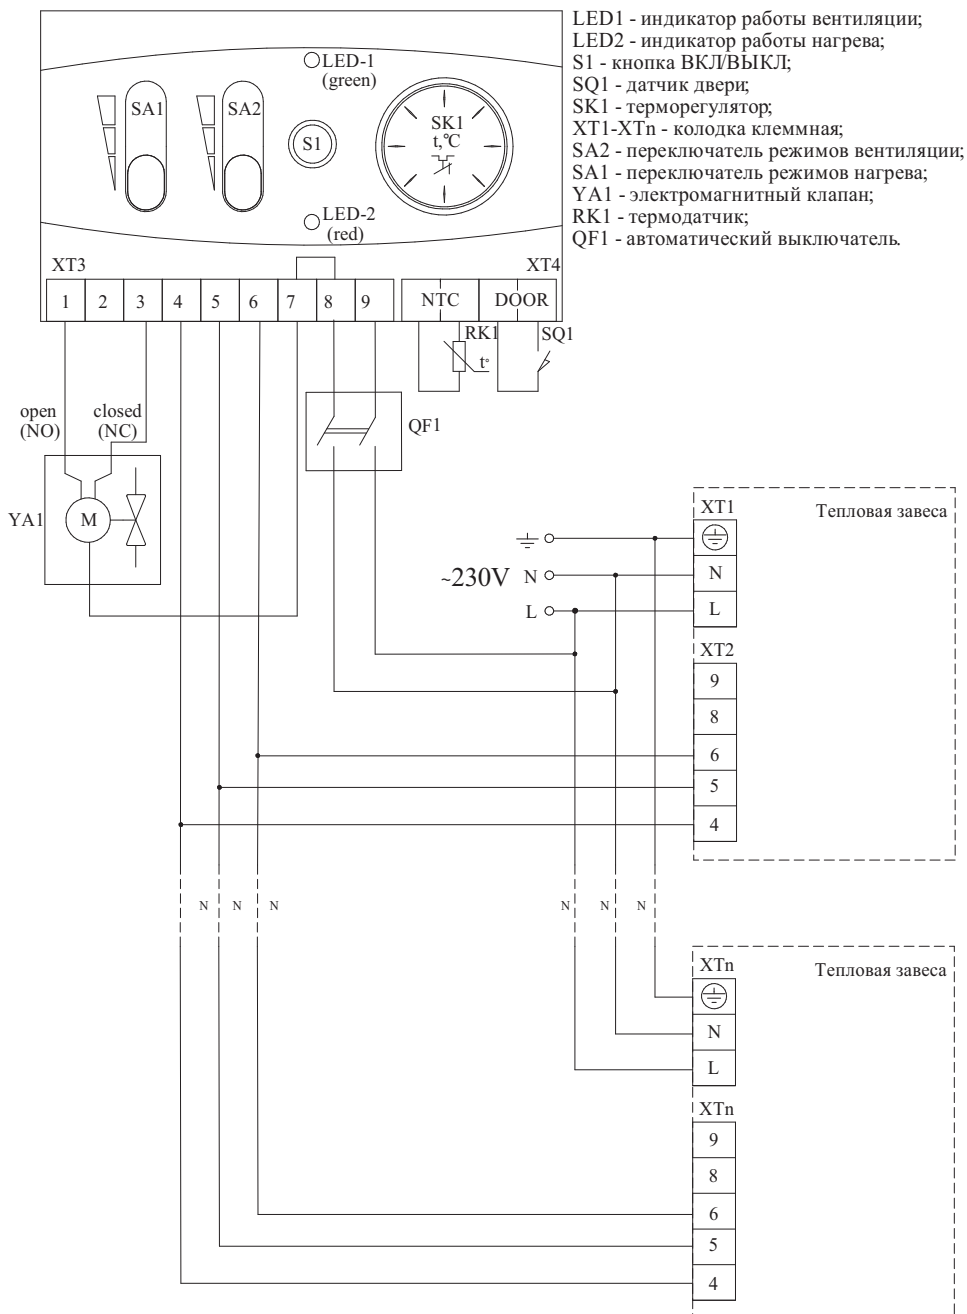 LED1 - индикатор работы вентиляции;
LED2 - индикатор работы нагрева;
S1 - кнопка ВКЛ/ВЫКЛ;
SQ1 - датчик двери;
SK1 - терморегулятор;
XT1-XTn - колодка клеммная;
SA2 - переключатель режимов вентиляции;
SA1 - переключатель режимов нагрева;
YA1 - электромагнитный клапан;
RK1 - термодатчик;
QF1 - автоматический выключатель.
LED-1
(green)
SA1
SA2
S1
SK1
t,°C
LED-2
(red)
XT3
XT4
1 2 3 4 5 6 7 8 9 NTC DOOR
RK1
t°
SQ1
open
(NO)
closed
(NC)
QF1
YA1
M
XT1
Тепловая завеса
~230V N
L
N
L
XT2
9
8
6
5
4
N N N
N N N
XTn
Тепловая завеса
N
L
XTn
9
8
6
5
4